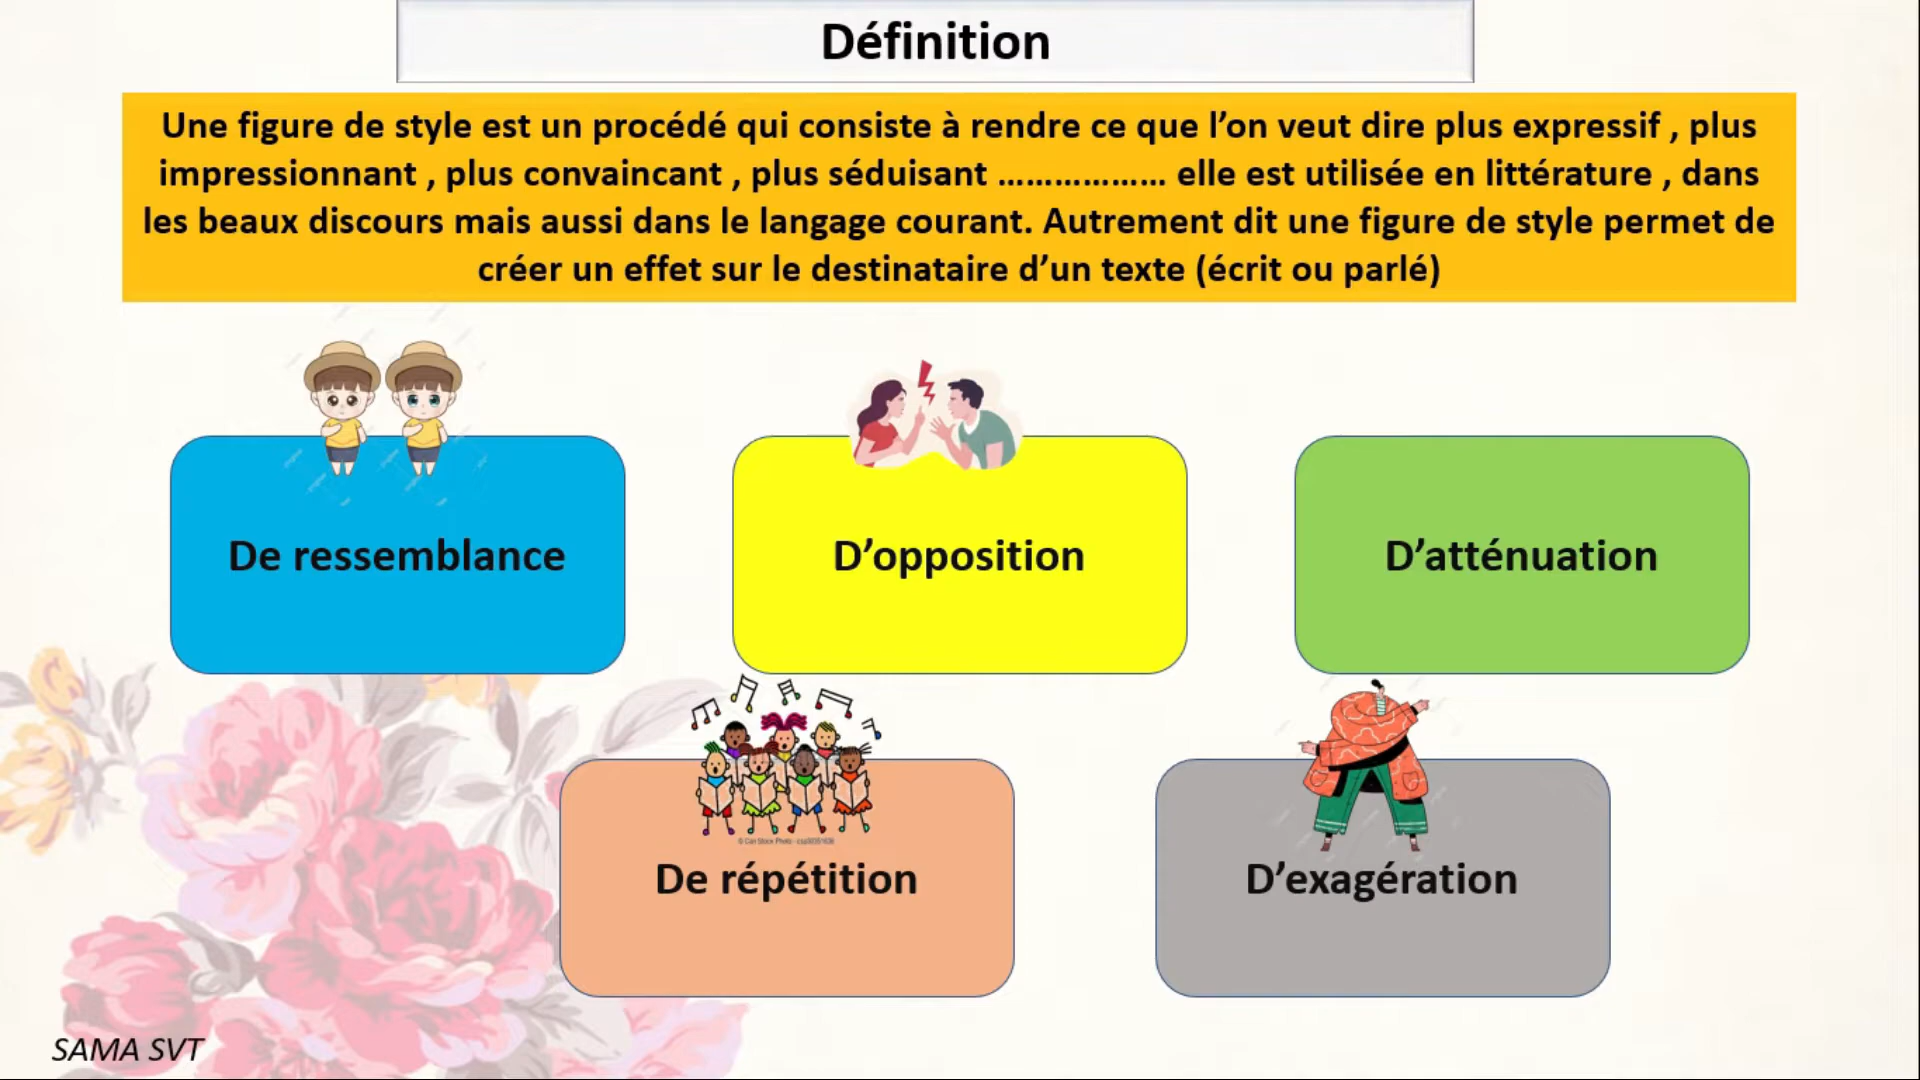 Définition
Une figure de style est un procédé qui consiste à rendre ce que l’on veut dire plus expressif , plus
impressionnant , plus convaincant , plus séduisant ……………… elle est utilisée en littérature , dans
les beaux discours mais aussi dans le langage courant. Autrement dit une figure de style permet de
créer un effet sur le destinataire d’un texte (écrit ou parlé)
De ressemblance
D’opposition
D’atténuation
De répétition
D’exagération
SAMA SVT